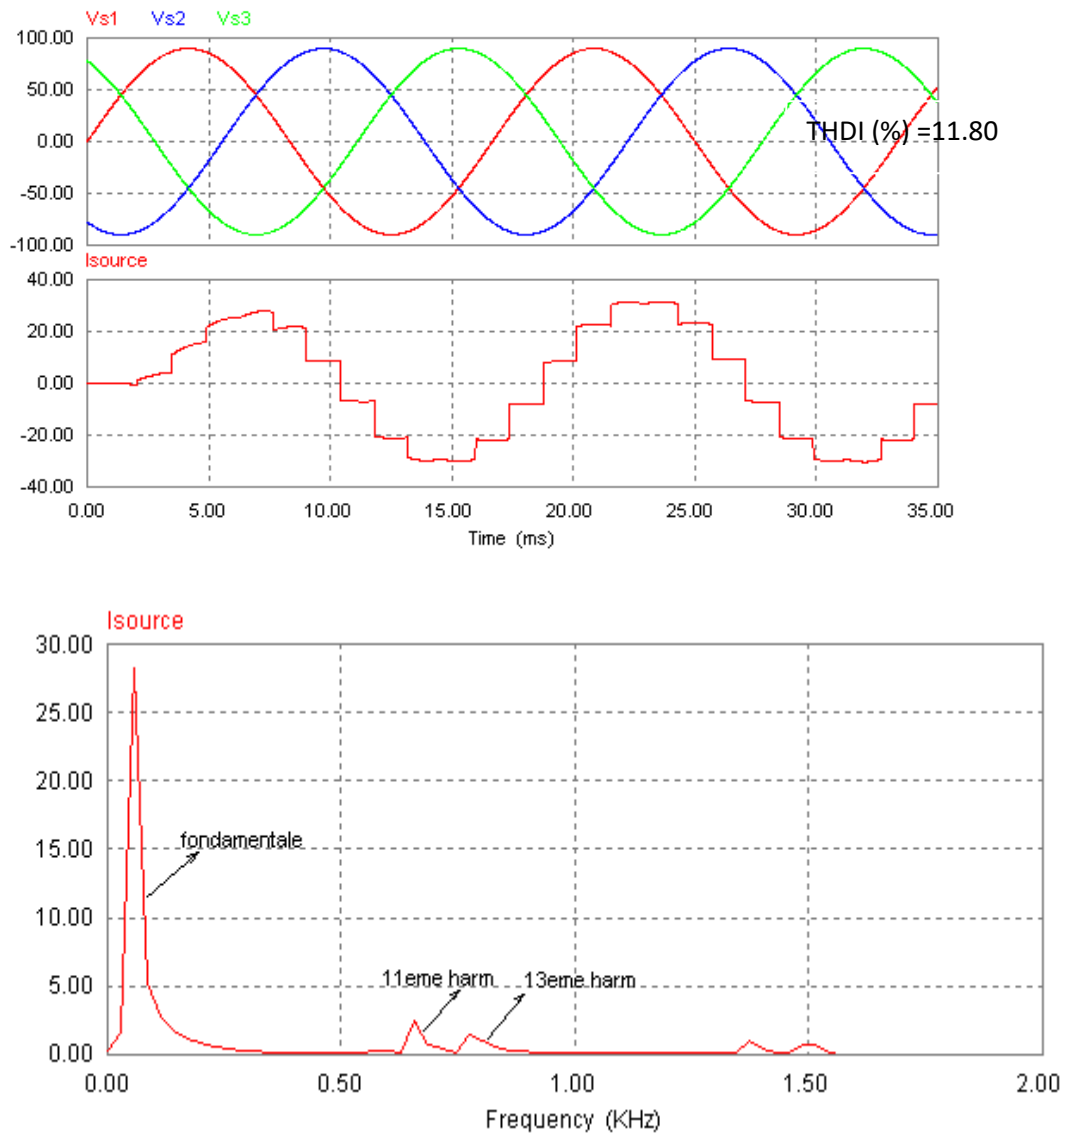 Vs1 Vs2 Vs3
100.00
50.00
0.00
-50.00
-100.00
THDI (%) =11.80
Isource
40.00
20.00
0.00
-20.00
-40.00
0.00 5.00 10.00 15.00 20.00 25.00 30.00 35.00
Time (ms)
Isource
30.00
25.00
20.00
15.00
10.00
5.00
0.00
fondamentale
11eme harm 13eme harm
0.00 0.50 1.00 1.50 2.00
Frequency (KHz)